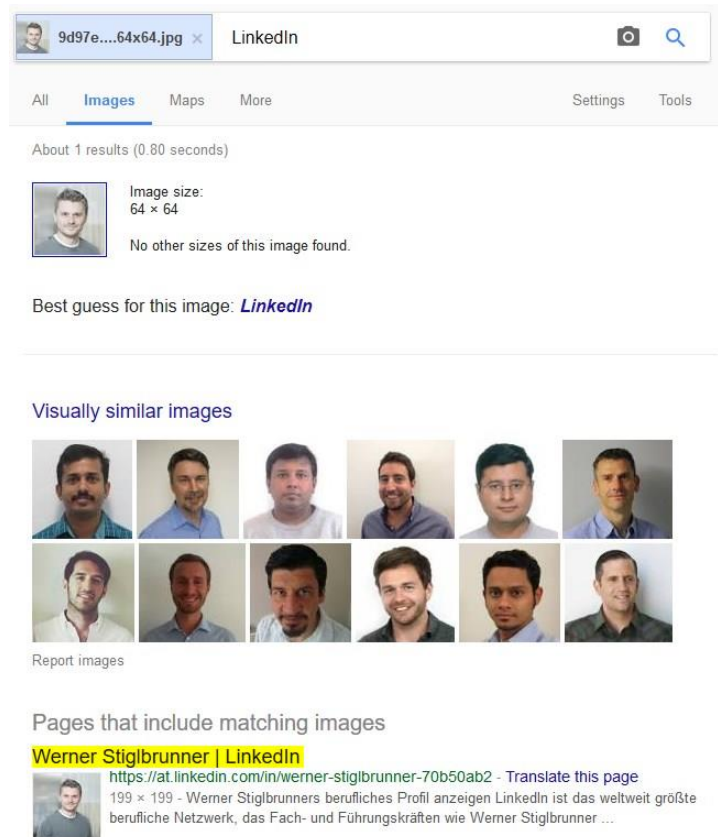 9d97e....64x64.jpg × LinkedIn
All Images Maps More Settings Tools
About 1 results (0.80 seconds)
Image size:
64 × 64
No other sizes of this image found.
Best guess for this image: LinkedIn
Visually similar images
Report images
Pages that include matching images
Werner Stiglbrunner | LinkedIn
https://at.linkedin.com/in/werner-stiglbrunner-70b50ab2 - Translate this page
199 × 199 - Werner Stiglbrunners berufliches Profil anzeigen LinkedIn ist das weltweit größte
berufliche Netzwerk, das Fach- und Führungskräften wie Werner Stiglbrunner ...